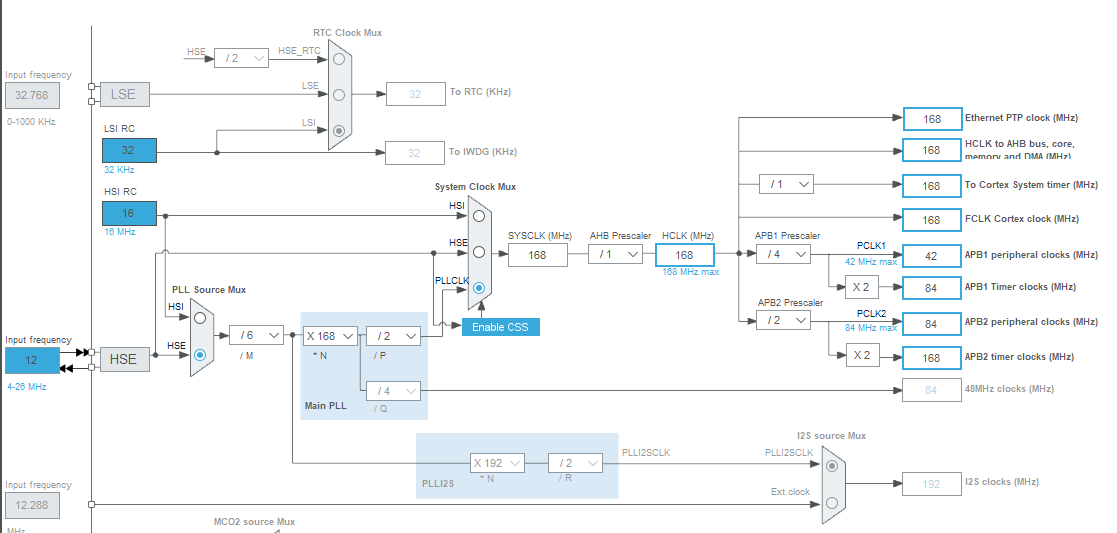 RTC Clock Mux
HSE
/ 2
HSE_RTC
Input frequency
32.768
0-1000 KHz
LSE
LSE
32
To RTC (KHz)
LSI
LSI RC
32
32 KHz
32
To IWDG (KHz)
HSI RC
16
16 MHz
System Clock Mux
HSI
HSE
PLLCLK
Enable CSS
SYSCLK (MHz)
168
AHB Prescaler
/ 1
HCLK (MHz)
168
168 MHz max
168
Ethernet PTP clock (MHz)
168
HCLK to AHB bus, core,
memory and DMA (MHz)
/ 1
168
To Cortex System timer (MHz)
168
FCLK Cortex clock (MHz)
APB1 Prescaler
/ 4
PCLK1
42 MHz max
42
APB1 peripheral clocks (MHz)
X 2
84
APB1 Timer clocks (MHz)
APB2 Prescaler
/ 2
PCLK2
84 MHz max
84
APB2 peripheral clocks (MHz)
X 2
168
APB2 timer clocks (MHz)
84
48MHz clocks (MHz)
PLL Source Mux
HSI
HSE
Input frequency
12
4-26 MHz
HSE
/ 6
/ M
X 168
* N
/ 2
/ P
/ 4
/ Q
Main PLL
PLLI2S
X 192
* N
/ 2
/ R
PLLI2SCLK
I2S source Mux
PLLI2SCLK
Ext.clock
192
I2S clocks (MHz)
Input frequency
12.288
MHz
MCO2 source Mux